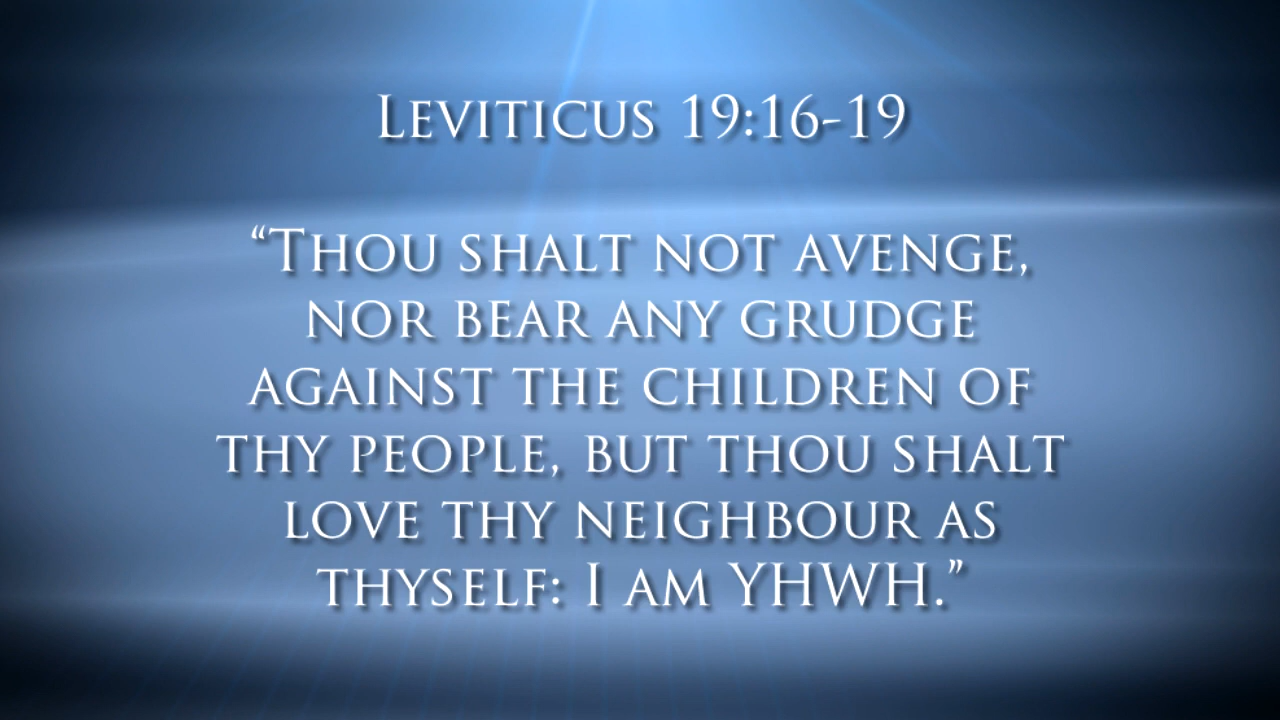 Leviticus 19:16-19
“Thou shalt not avenge,
nor bear any grudge
against the children of
thy people, but thou shalt
love thy neighbour as
thyself: I am YHWH.”